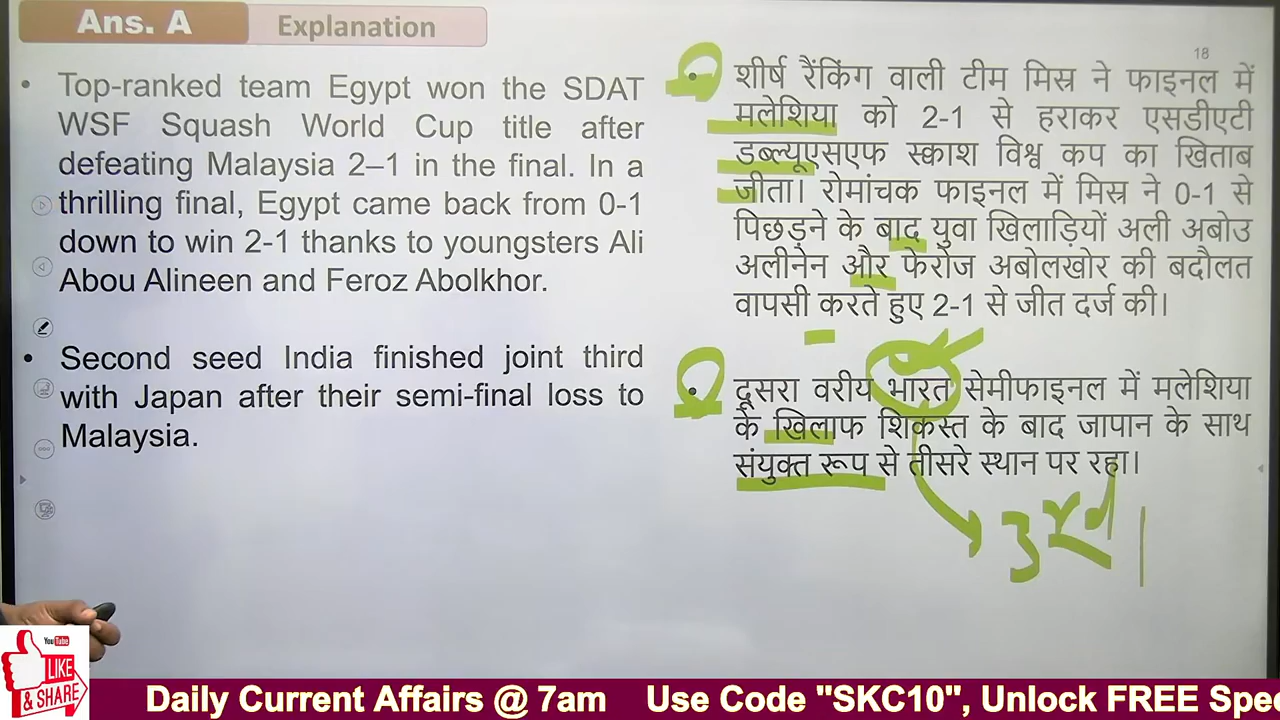 Ans. A
Explanation
18
• Top-ranked team Egypt won the SDAT
WSF Squash World Cup title after
defeating Malaysia 2–1 in the final. In a
thrilling final, Egypt came back from 0-1
down to win 2-1 thanks to youngsters Ali
Abou Alineen and Feroz Abolkhor.
• Second seed India finished joint third
with Japan after their semi-final loss to
Malaysia.
• शीर्ष रैंकिंग वाली टीम मिस्र ने फाइनल में
मलेशिया को 2-1 से हराकर एसडीएटी
डब्ल्यूएसएफ स्क्वाश विश्व कप का खिताब
जीता। रोमांचक फाइनल में मिस्र ने 0-1 से
पिछड़ने के बाद युवा खिलाड़ियों अली अबोउ
अलीनेन और फेरोज अबोलखोर की बदौलत
वापसी करते हुए 2-1 से जीत दर्ज की।
• दूसरा वरीय भारत सेमीफाइनल में मलेशिया
के खिलाफ शिकस्त के बाद जापान के साथ
संयुक्त रूप से तीसरे स्थान पर रहा।
3rd
YouTube
LIKE
& SHARE
Daily Current Affairs @ 7am Use Code "SKC10", Unlock FREE Spec